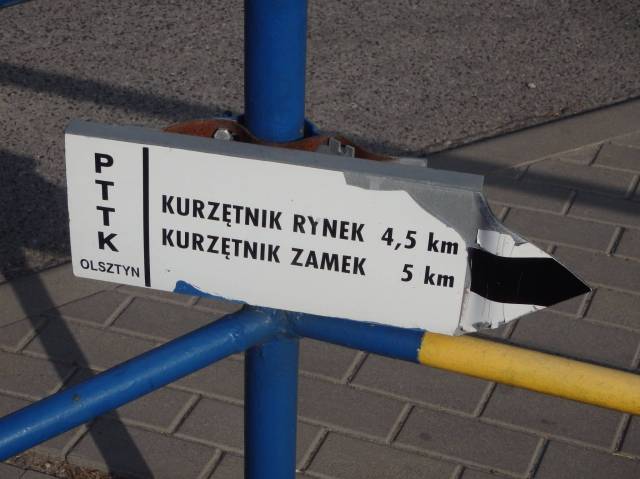 PTTK
OLSZTYN
KURZĘTNIK RYNEK 4,5 km
KURZĘTNIK ZAMEK 5 km